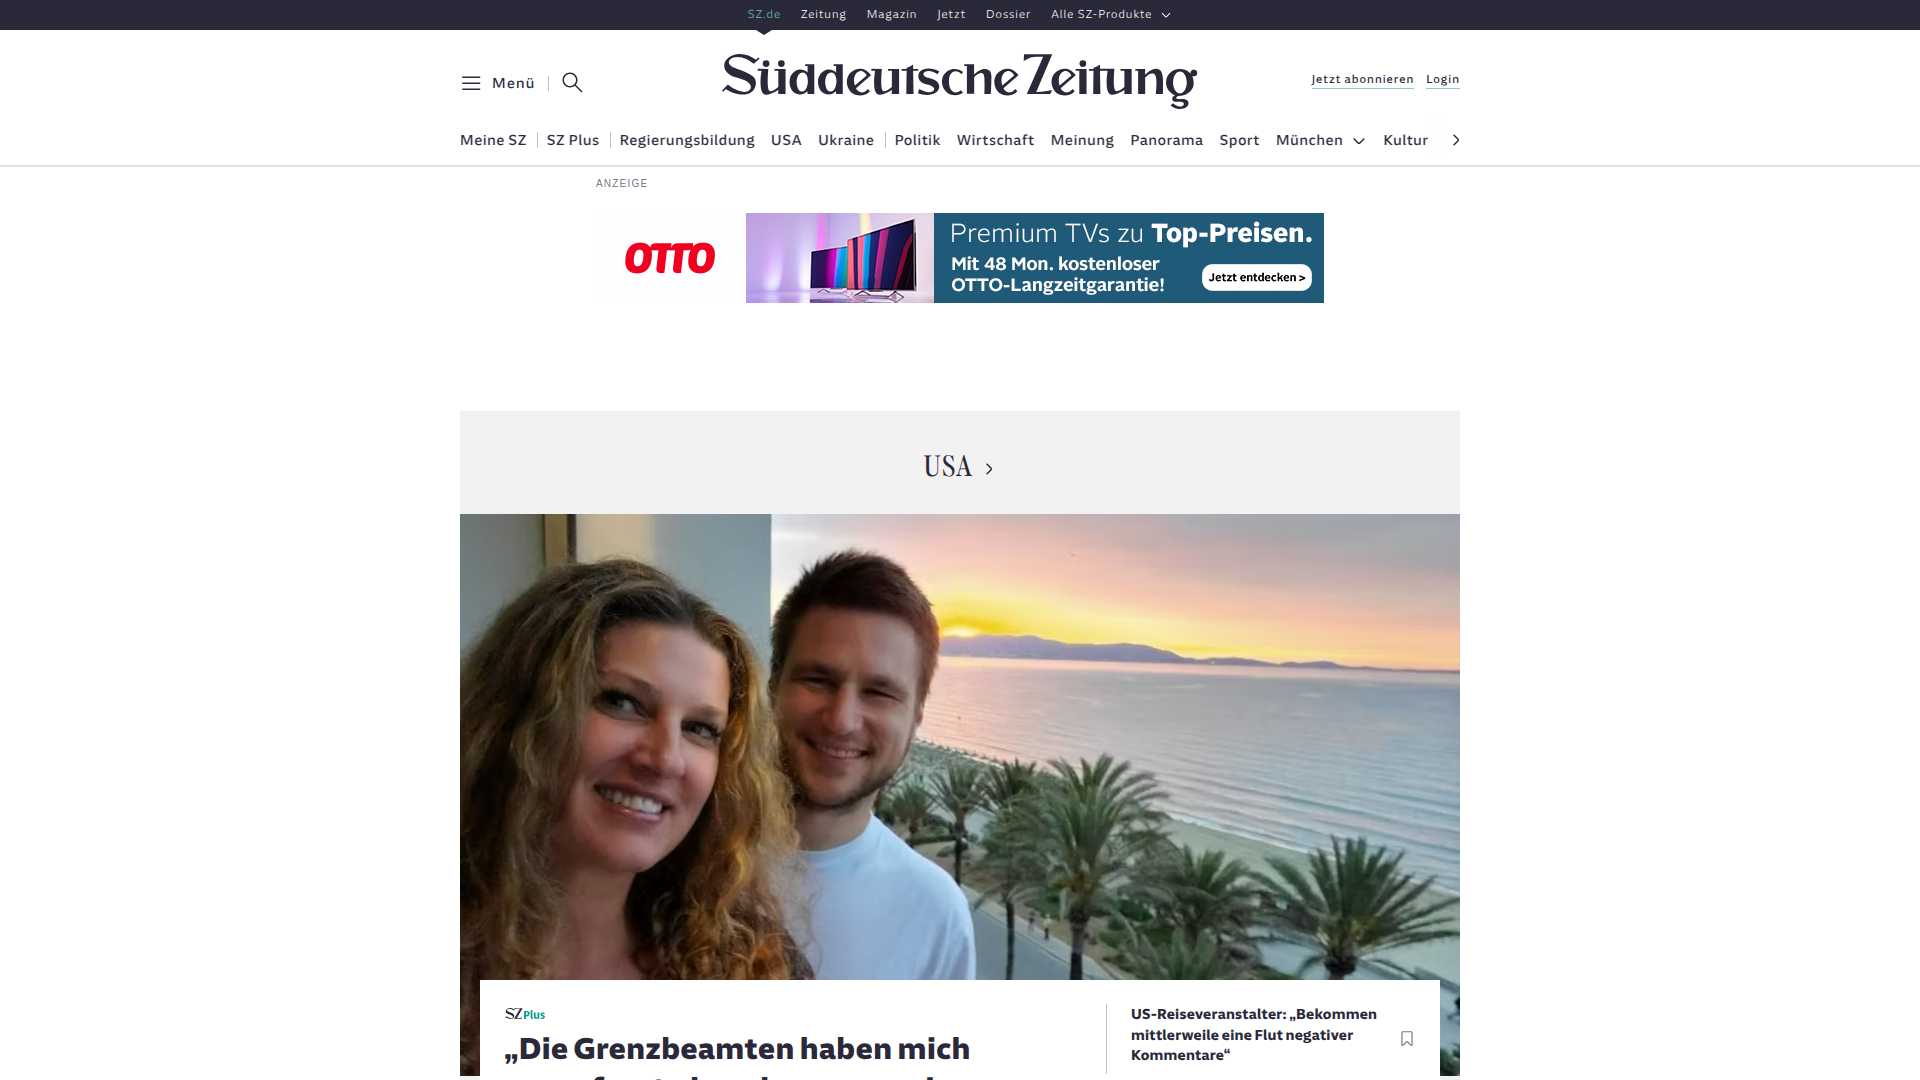 SZ.de Zeitung Magazin Jetzt Dossier Alle SZ-Produkte
Menü
Süddeutsche Zeitung
Jetzt abonnieren Login
Meine SZ SZ Plus Regierungsbildung USA Ukraine Politik Wirtschaft Meinung Panorama Sport München Kultur
ANZEIGE
OTTO
Premium TVs zu Top-Preisen.
Mit 48 Mon. kostenloser
OTTO-Langzeitgarantie!
Jetzt entdecken >
USA
SZ Plus
„Die Grenzbeamten haben mich
US-Reiseveranstalter: „Bekommen
mittlerweile eine Flut negativer
Kommentare“